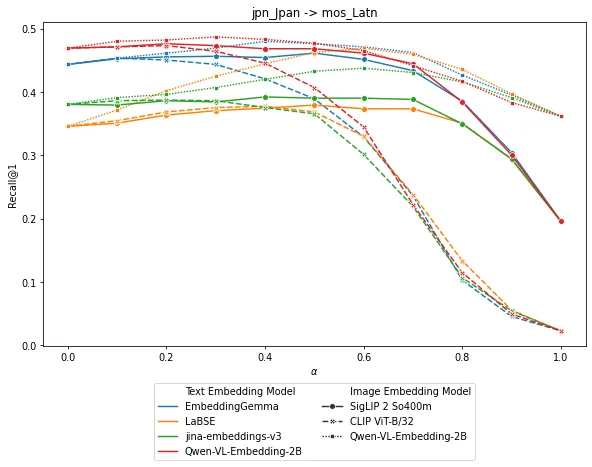 jpn_Jpan -> mos_Latn
0.5
0.4
0.3
0.2
0.1
0.0
Recall@1
0.0 0.2 0.4 0.6 0.8 1.0
α
Text Embedding Model Image Embedding Model
EmbeddingGemma SigLIP 2 So400m
LaBSE CLIP ViT-B/32
jina-embeddings-v3 Qwen-VL-Embedding-2B
Qwen-VL-Embedding-2B